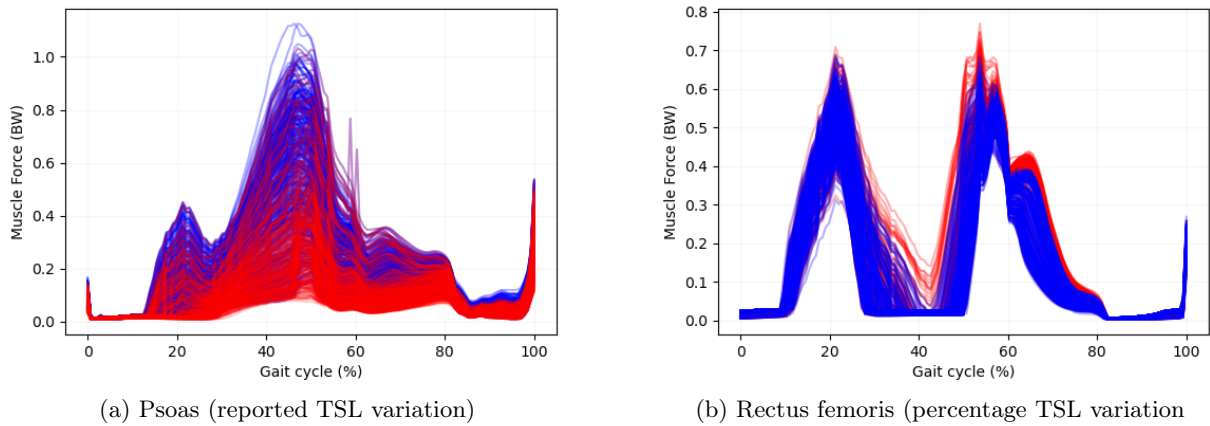 Muscle Force (BW)
1.0
0.8
0.6
0.4
0.2
0.0
0 20 40 60 80 100
Gait cycle (%)
(a) Psoas (reported TSL variation)
Muscle Force (BW)
0.8
0.7
0.6
0.5
0.4
0.3
0.2
0.1
0.0
0 20 40 60 80 100
Gait cycle (%)
(b) Rectus femoris (percentage TSL variation